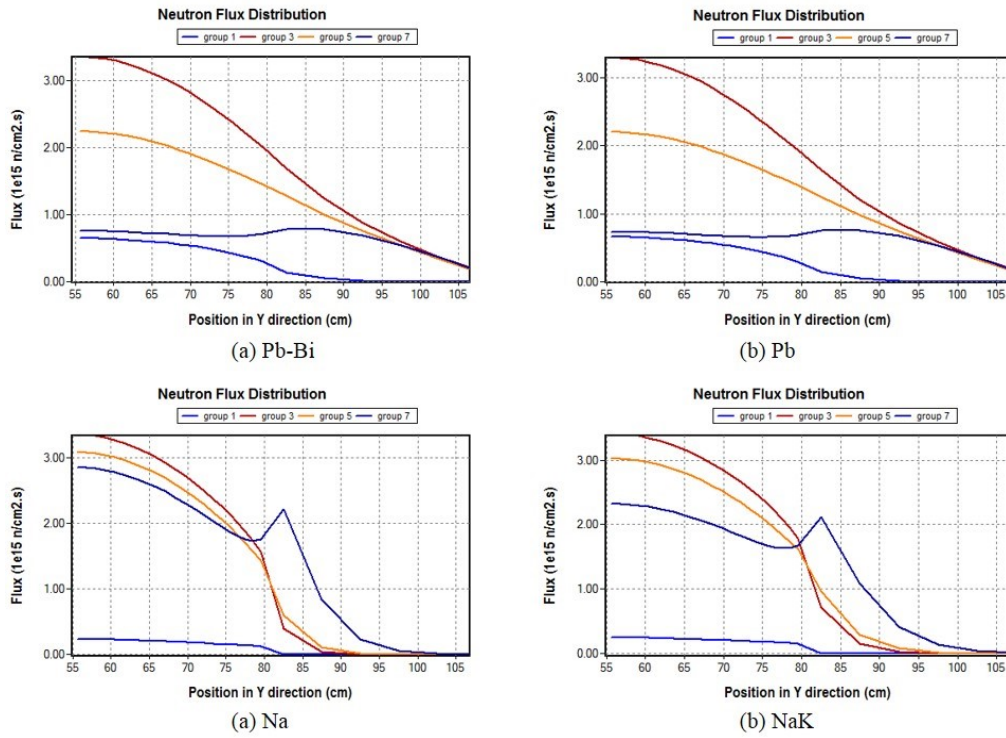 Neutron Flux Distribution
group 1 group 3 group 5 group 7
Flux (1e15 n/cm2.s)
3.00
2.00
1.00
0.00
55 60 65 70 75 80 85 90 95 100 105
Position in Y direction (cm)
(a) Pb-Bi
Neutron Flux Distribution
group 1 group 3 group 5 group 7
Flux (1e15 n/cm2.s)
3.00
2.00
1.00
0.00
55 60 65 70 75 80 85 90 95 100 105
Position in Y direction (cm)
(b) Pb
Neutron Flux Distribution
group 1 group 3 group 5 group 7
Flux (1e15 n/cm2.s)
3.00
2.00
1.00
0.00
55 60 65 70 75 80 85 90 95 100 105
Position in Y direction (cm)
(a) Na
Neutron Flux Distribution
group 1 group 3 group 5 group 7
Flux (1e15 n/cm2.s)
3.00
2.00
1.00
0.00
55 60 65 70 75 80 85 90 95 100 105
Position in Y direction (cm)
(b) NaK